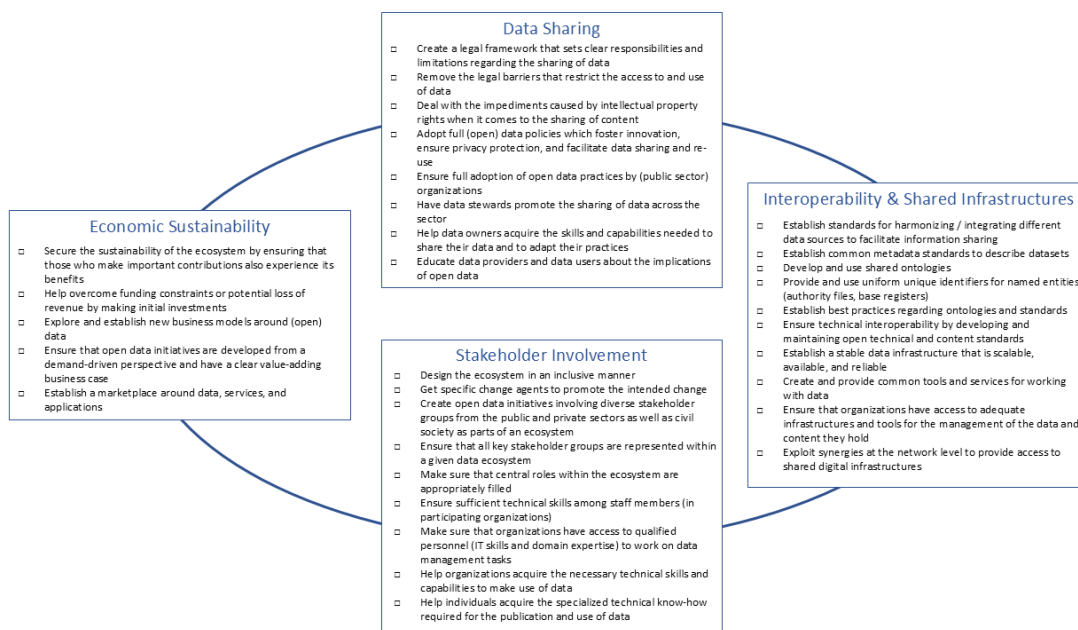 Data Sharing
□ Create a legal framework that sets clear responsibilities and
limitations regarding the sharing of data
□ Remove the legal barriers that restrict the access to and use
of data
□ Deal with the impediments caused by intellectual property
rights when it comes to the sharing of content
□ Adopt full (open) data policies which foster innovation,
ensure privacy protection, and facilitate data sharing and re-
use
□ Ensure full adoption of open data practices by (public sector)
organizations
□ Have data stewards promote the sharing of data across the
sector
□ Help data owners acquire the skills and capabilities needed to
share their data and to adapt their practices
□ Educate data providers and data users about the implications
of open data
Economic Sustainability
□ Secure the sustainability of the ecosystem by ensuring that
those who make important contributions also experience its
benefits
□ Help overcome funding constraints or potential loss of
revenue by making initial investments
□ Explore and establish new business models around (open)
data
□ Ensure that open data initiatives are developed from a
demand-driven perspective and have a clear value-adding
business case
□ Establish a marketplace around data, services, and
applications
Interoperability & Shared Infrastructures
□ Establish standards for harmonizing / integrating different
data sources to facilitate information sharing
□ Establish common metadata standards to describe datasets
□ Develop and use shared ontologies
□ Provide and use uniform unique identifiers for named entities
(authority files, base registers)
□ Establish best practices regarding ontologies and standards
□ Ensure technical interoperability by developing and
maintaining open technical and content standards
□ Establish a stable data infrastructure that is scalable,
available, and reliable
□ Create and provide common tools and services for working
with data
□ Ensure that organizations have access to adequate
infrastructures and tools for the management of the data and
content they hold
□ Exploit synergies at the network level to provide access to
shared digital infrastructures
Stakeholder Involvement
□ Design the ecosystem in an inclusive manner
□ Get specific change agents to promote the intended change
□ Create open data initiatives involving diverse stakeholder
groups from the public and private sectors as well as civil
society as parts of an ecosystem
□ Ensure that all key stakeholder groups are represented within
a given data ecosystem
□ Make sure that central roles within the ecosystem are
appropriately filled
□ Ensure sufficient technical skills among staff members (in
participating organizations)
□ Make sure that organizations have access to qualified
personnel (IT skills and domain expertise) to work on data
management tasks
□ Help organizations acquire the necessary technical skills and
capabilities to make use of data
□ Help individuals acquire the specialized technical know-how
required for the publication and use of data